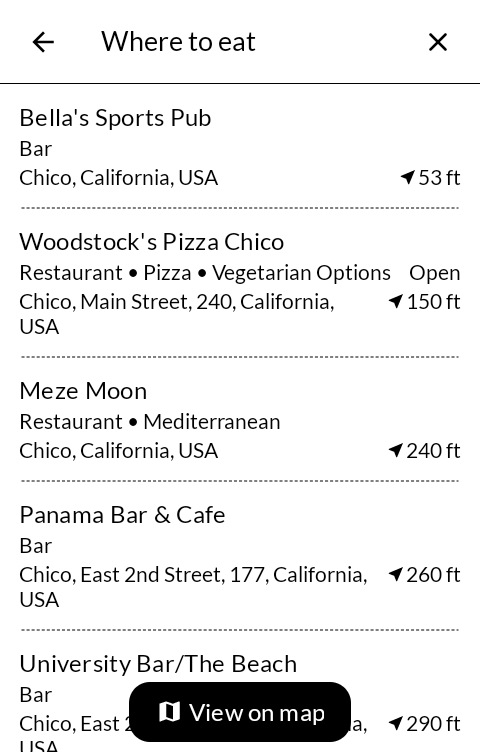 Where to eat
Bella's Sports Pub
Bar
Chico, California, USA 53 ft
Woodstock's Pizza Chico
Restaurant • Pizza • Vegetarian Options Open
Chico, Main Street, 240, California, 150 ft
USA
Meze Moon
Restaurant • Mediterranean
Chico, California, USA 240 ft
Panama Bar & Cafe
Bar
Chico, East 2nd Street, 177, California, 260 ft
USA
University Bar/The Beach
Bar
View on map
Chico, East 290 ft
USA